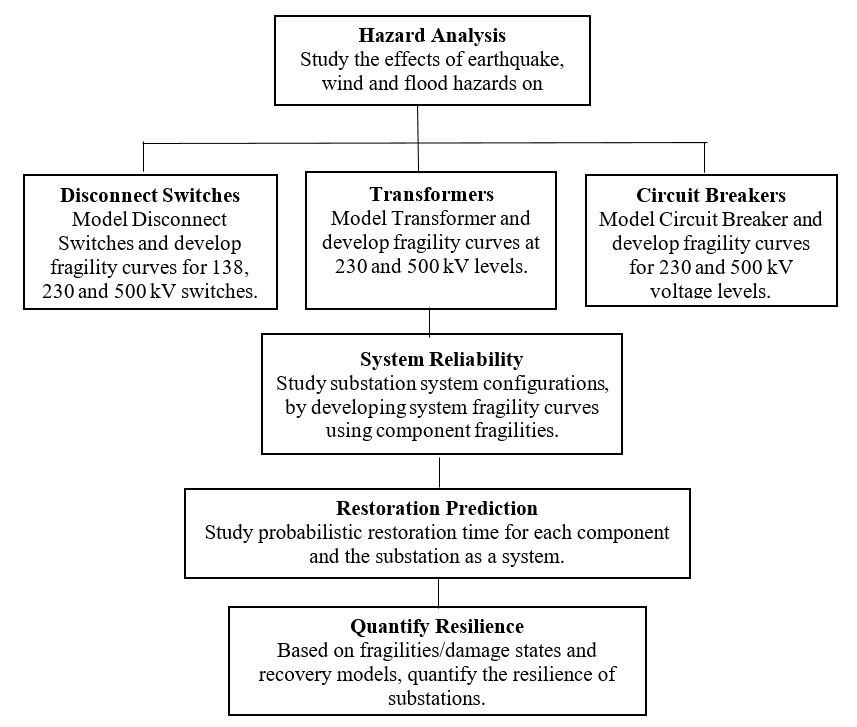 Hazard Analysis
Study the effects of earthquake,
wind and flood hazards on
Disconnect Switches
Model Disconnect
Switches and develop
fragility curves for 138,
230 and 500 kV switches.
Transformers
Model Transformer and
develop fragility curves at
230 and 500 kV levels.
Circuit Breakers
Model Circuit Breaker and
develop fragility curves
for 230 and 500 kV
voltage levels.
System Reliability
Study substation system configurations,
by developing system fragility curves
using component fragilities.
Restoration Prediction
Study probabilistic restoration time for each component
and the substation as a system.
Quantify Resilience
Based on fragilities/damage states and
recovery models, quantify the resilience of
substations.